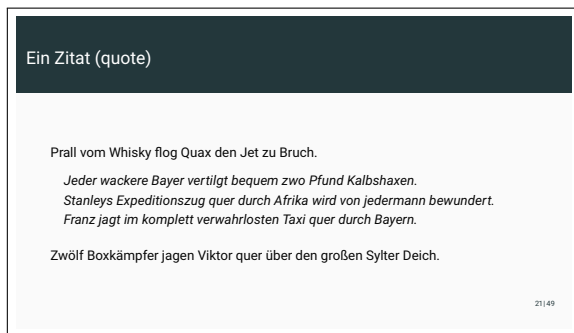 Ein Zitat (quote)
Prall vom Whisky flog Quax den Jet zu Bruch.
Jeder wackere Bayer vertilgt bequem zwo Pfund Kalbshaxen.
Stanleys Expeditionszug quer durch Afrika wird von jedermann bewundert.
Franz jagt im komplett verwahrlosten Taxi quer durch Bayern.
Zwölf Boxkämpfer jagen Viktor quer über den großen Sylter Deich.
21|49